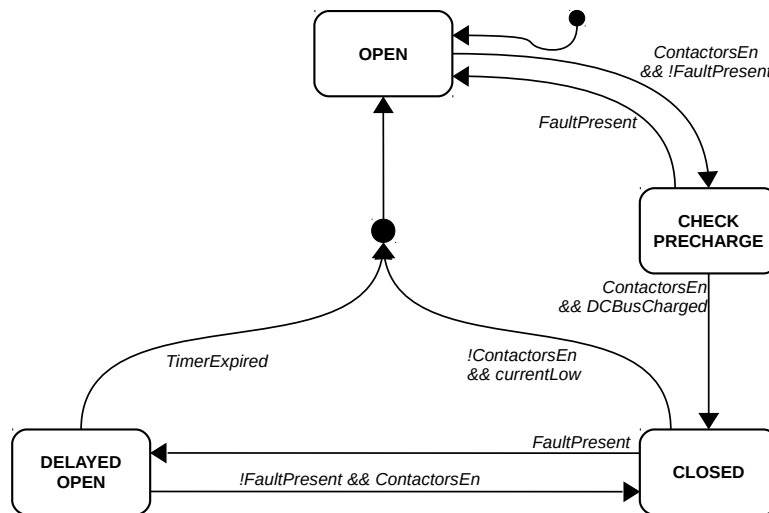 OPEN
ContactorsEn
&& !FaultPresent
FaultPresent
CHECK
PRECHARGE
ContactorsEn
&& DCBusCharged
TimerExpired
!ContactorsEn
&& currentLow
FaultPresent
DELAYED
OPEN
!FaultPresent && ContactorsEn
CLOSED